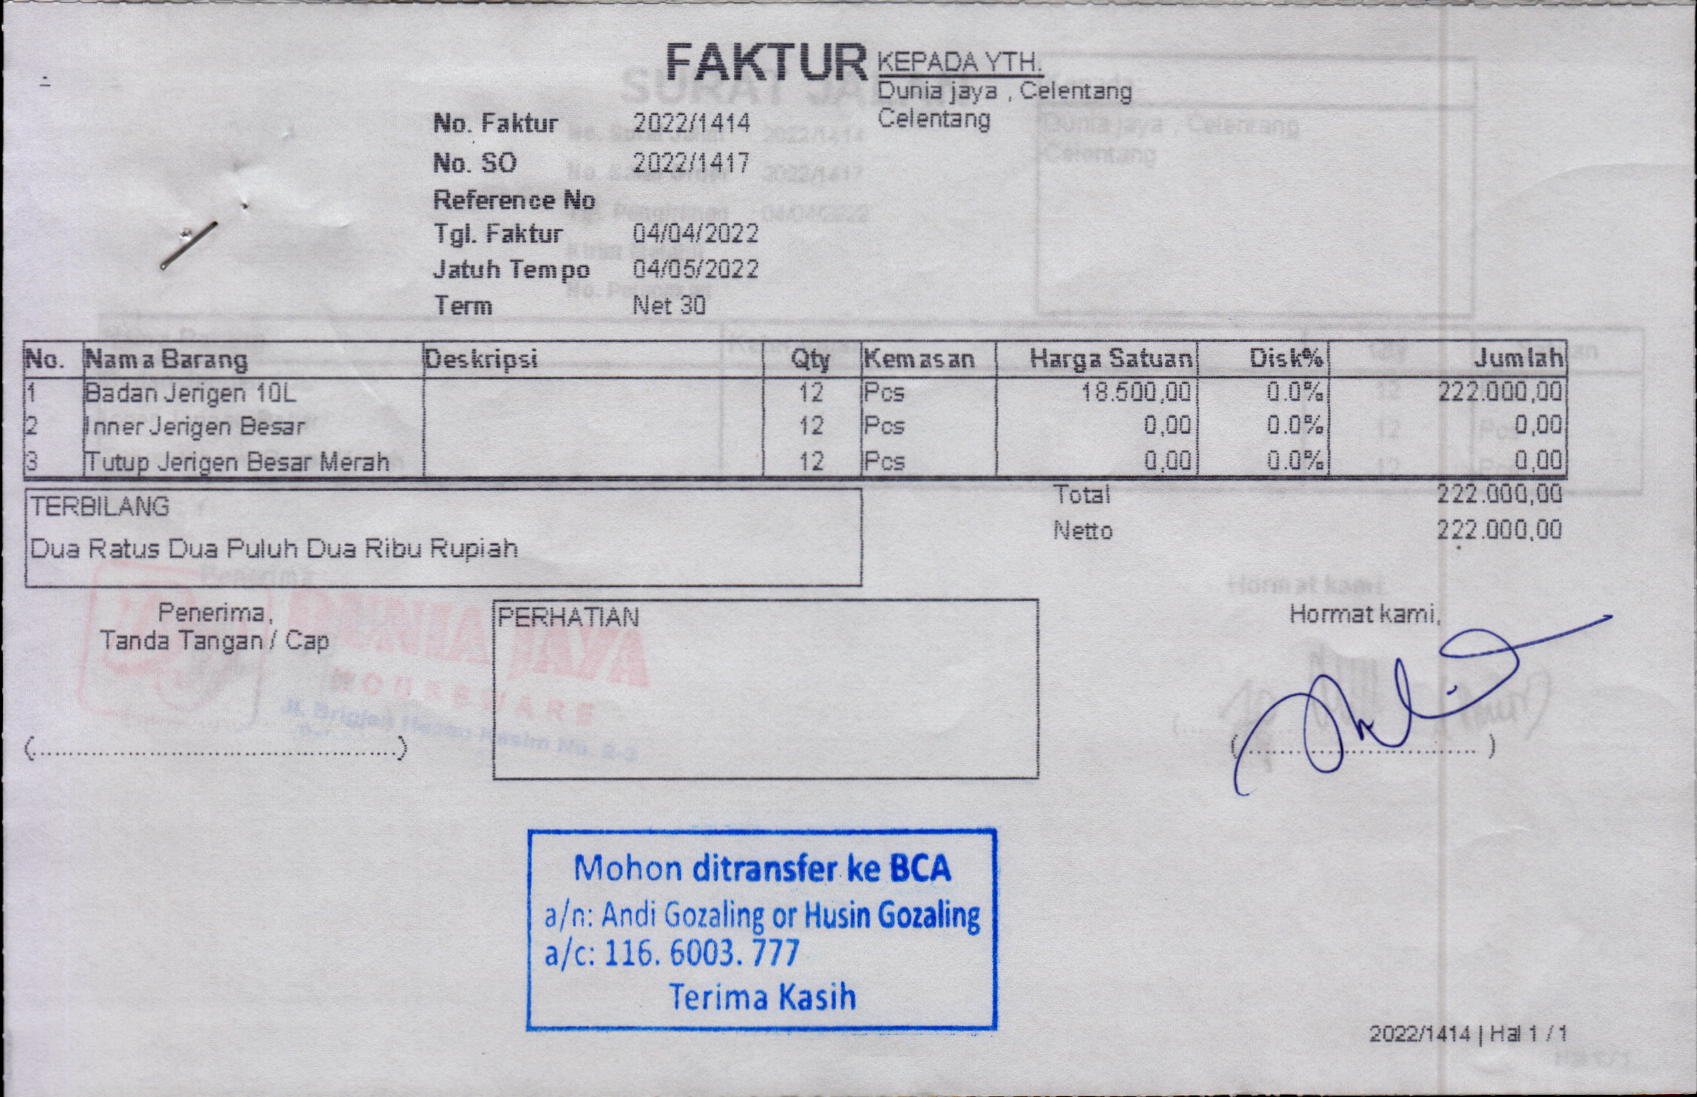 FAKTUR
KEPADA YTH.
Dunia jaya , Celentang
Celentang
No. Faktur 2022/1414
No. SO 2022/1417
Reference No
Tgl. Faktur 04/04/2022
Jatuh Tempo 04/05/2022
Term Net 30
No. Nama Barang Deskripsi Qty Kemasan Harga Satuan Disk% Jumlah
1 Badan Jerigen 10L 12 Pcs 18.500,00 0.0% 222.000,00
2 Inner Jerigen Besar 12 Pcs 0,00 0.0% 0,00
3 Tutup Jerigen Besar Merah 12 Pcs 0,00 0.0% 0,00
Total 222.000,00
Netto 222.000,00
TERBILANG
Dua Ratus Dua Puluh Dua Ribu Rupiah
Penerima,
Tanda Tangan / Cap
(....................................................)
PERHATIAN
Hormat kami,
(.................................)
DUNIA JAYA
HOUSEWARE
Mohon ditransfer ke BCA
a/n: Andi Gozaling or Husin Gozaling
a/c: 116. 6003. 777
Terima Kasih
2022/1414 | Hal 1 / 1